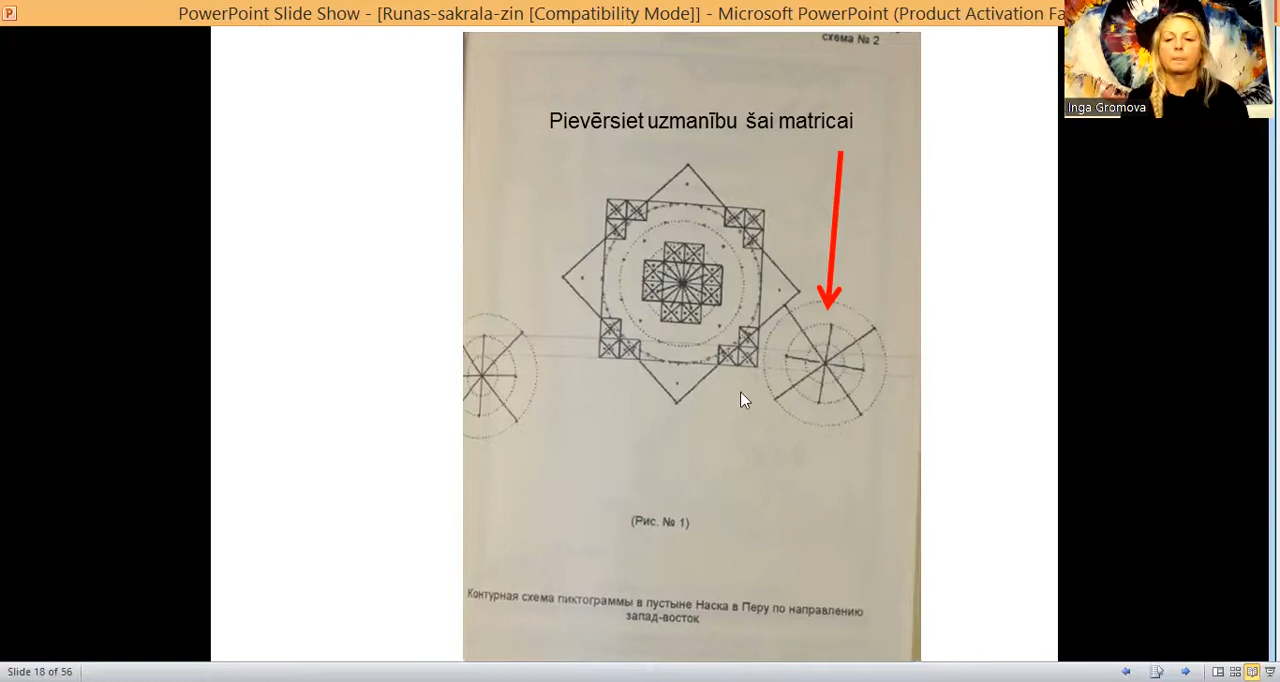 PowerPoint Slide Show - [Runas-sakrala-zin [Compatibility Mode]] - Microsoft PowerPoint (Product Activation Fa
Inga Gromova
схема № 2
Pievērsiet uzmanību šai matricai
(Рис. № 1)
Контурная схема пиктограммы в пустыне Наска в Перу по направлению
запад-восток
Slide 18 of 56